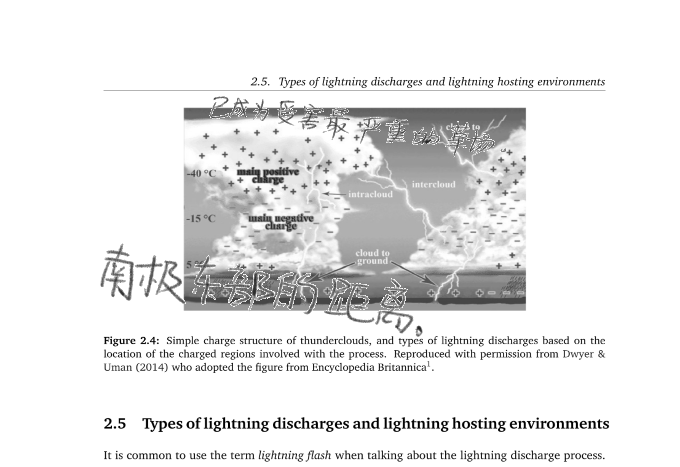 2.5. Types of lightning discharges and lightning hosting environments
已成为受害最严重的草场
-40 °C
main positive
charge
intracloud
intercloud
-15 °C
main negative
charge
cloud to
ground
南极东部的距离.
Figure 2.4: Simple charge structure of thunderclouds, and types of lightning discharges based on the
location of the charged regions involved with the process. Reproduced with permission from Dwyer &
Uman (2014) who adopted the figure from Encyclopedia Britannica¹.
2.5 Types of lightning discharges and lightning hosting environments
It is common to use the term lightning flash when talking about the lightning discharge process.